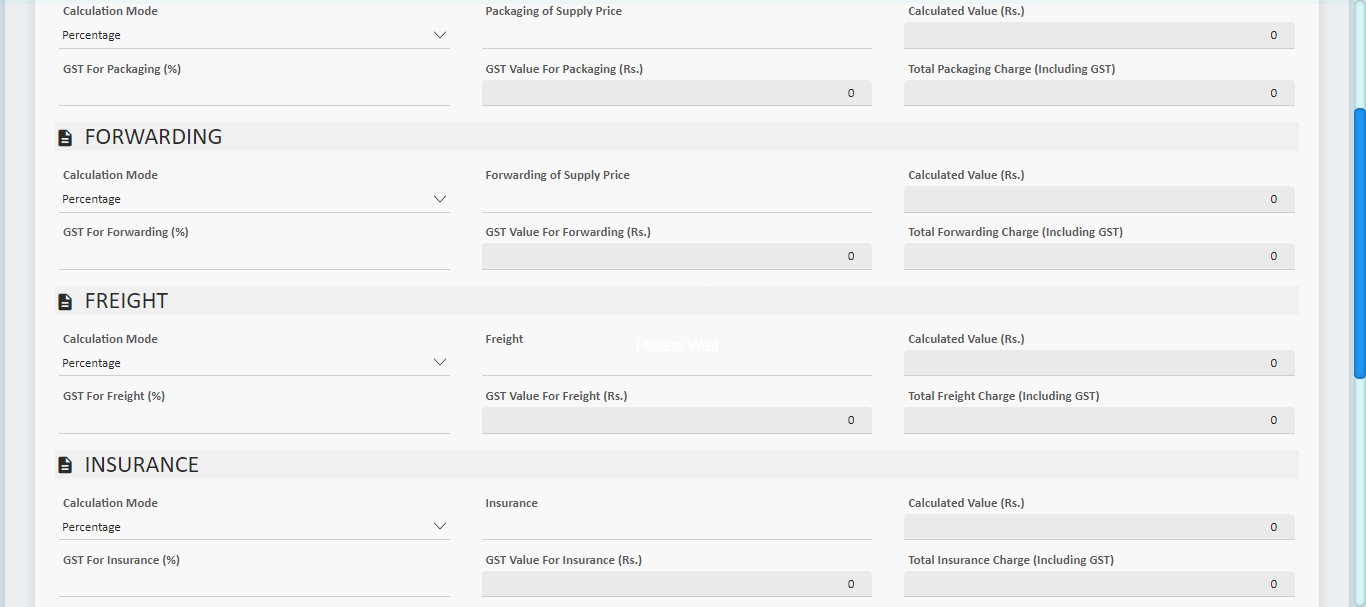 Calculation Mode Packaging of Supply Price Calculated Value (Rs.)
Percentage 0
GST For Packaging (%) GST Value For Packaging (Rs.) Total Packaging Charge (Including GST)
0 0
FORWARDING
Calculation Mode Forwarding of Supply Price Calculated Value (Rs.)
Percentage 0
GST For Forwarding (%) GST Value For Forwarding (Rs.) Total Forwarding Charge (Including GST)
0 0
FREIGHT
Calculation Mode Freight Calculated Value (Rs.)
Please Wait
Percentage 0
GST For Freight (%) GST Value For Freight (Rs.) Total Freight Charge (Including GST)
0 0
INSURANCE
Calculation Mode Insurance Calculated Value (Rs.)
Percentage 0
GST For Insurance (%) GST Value For Insurance (Rs.) Total Insurance Charge (Including GST)
0 0